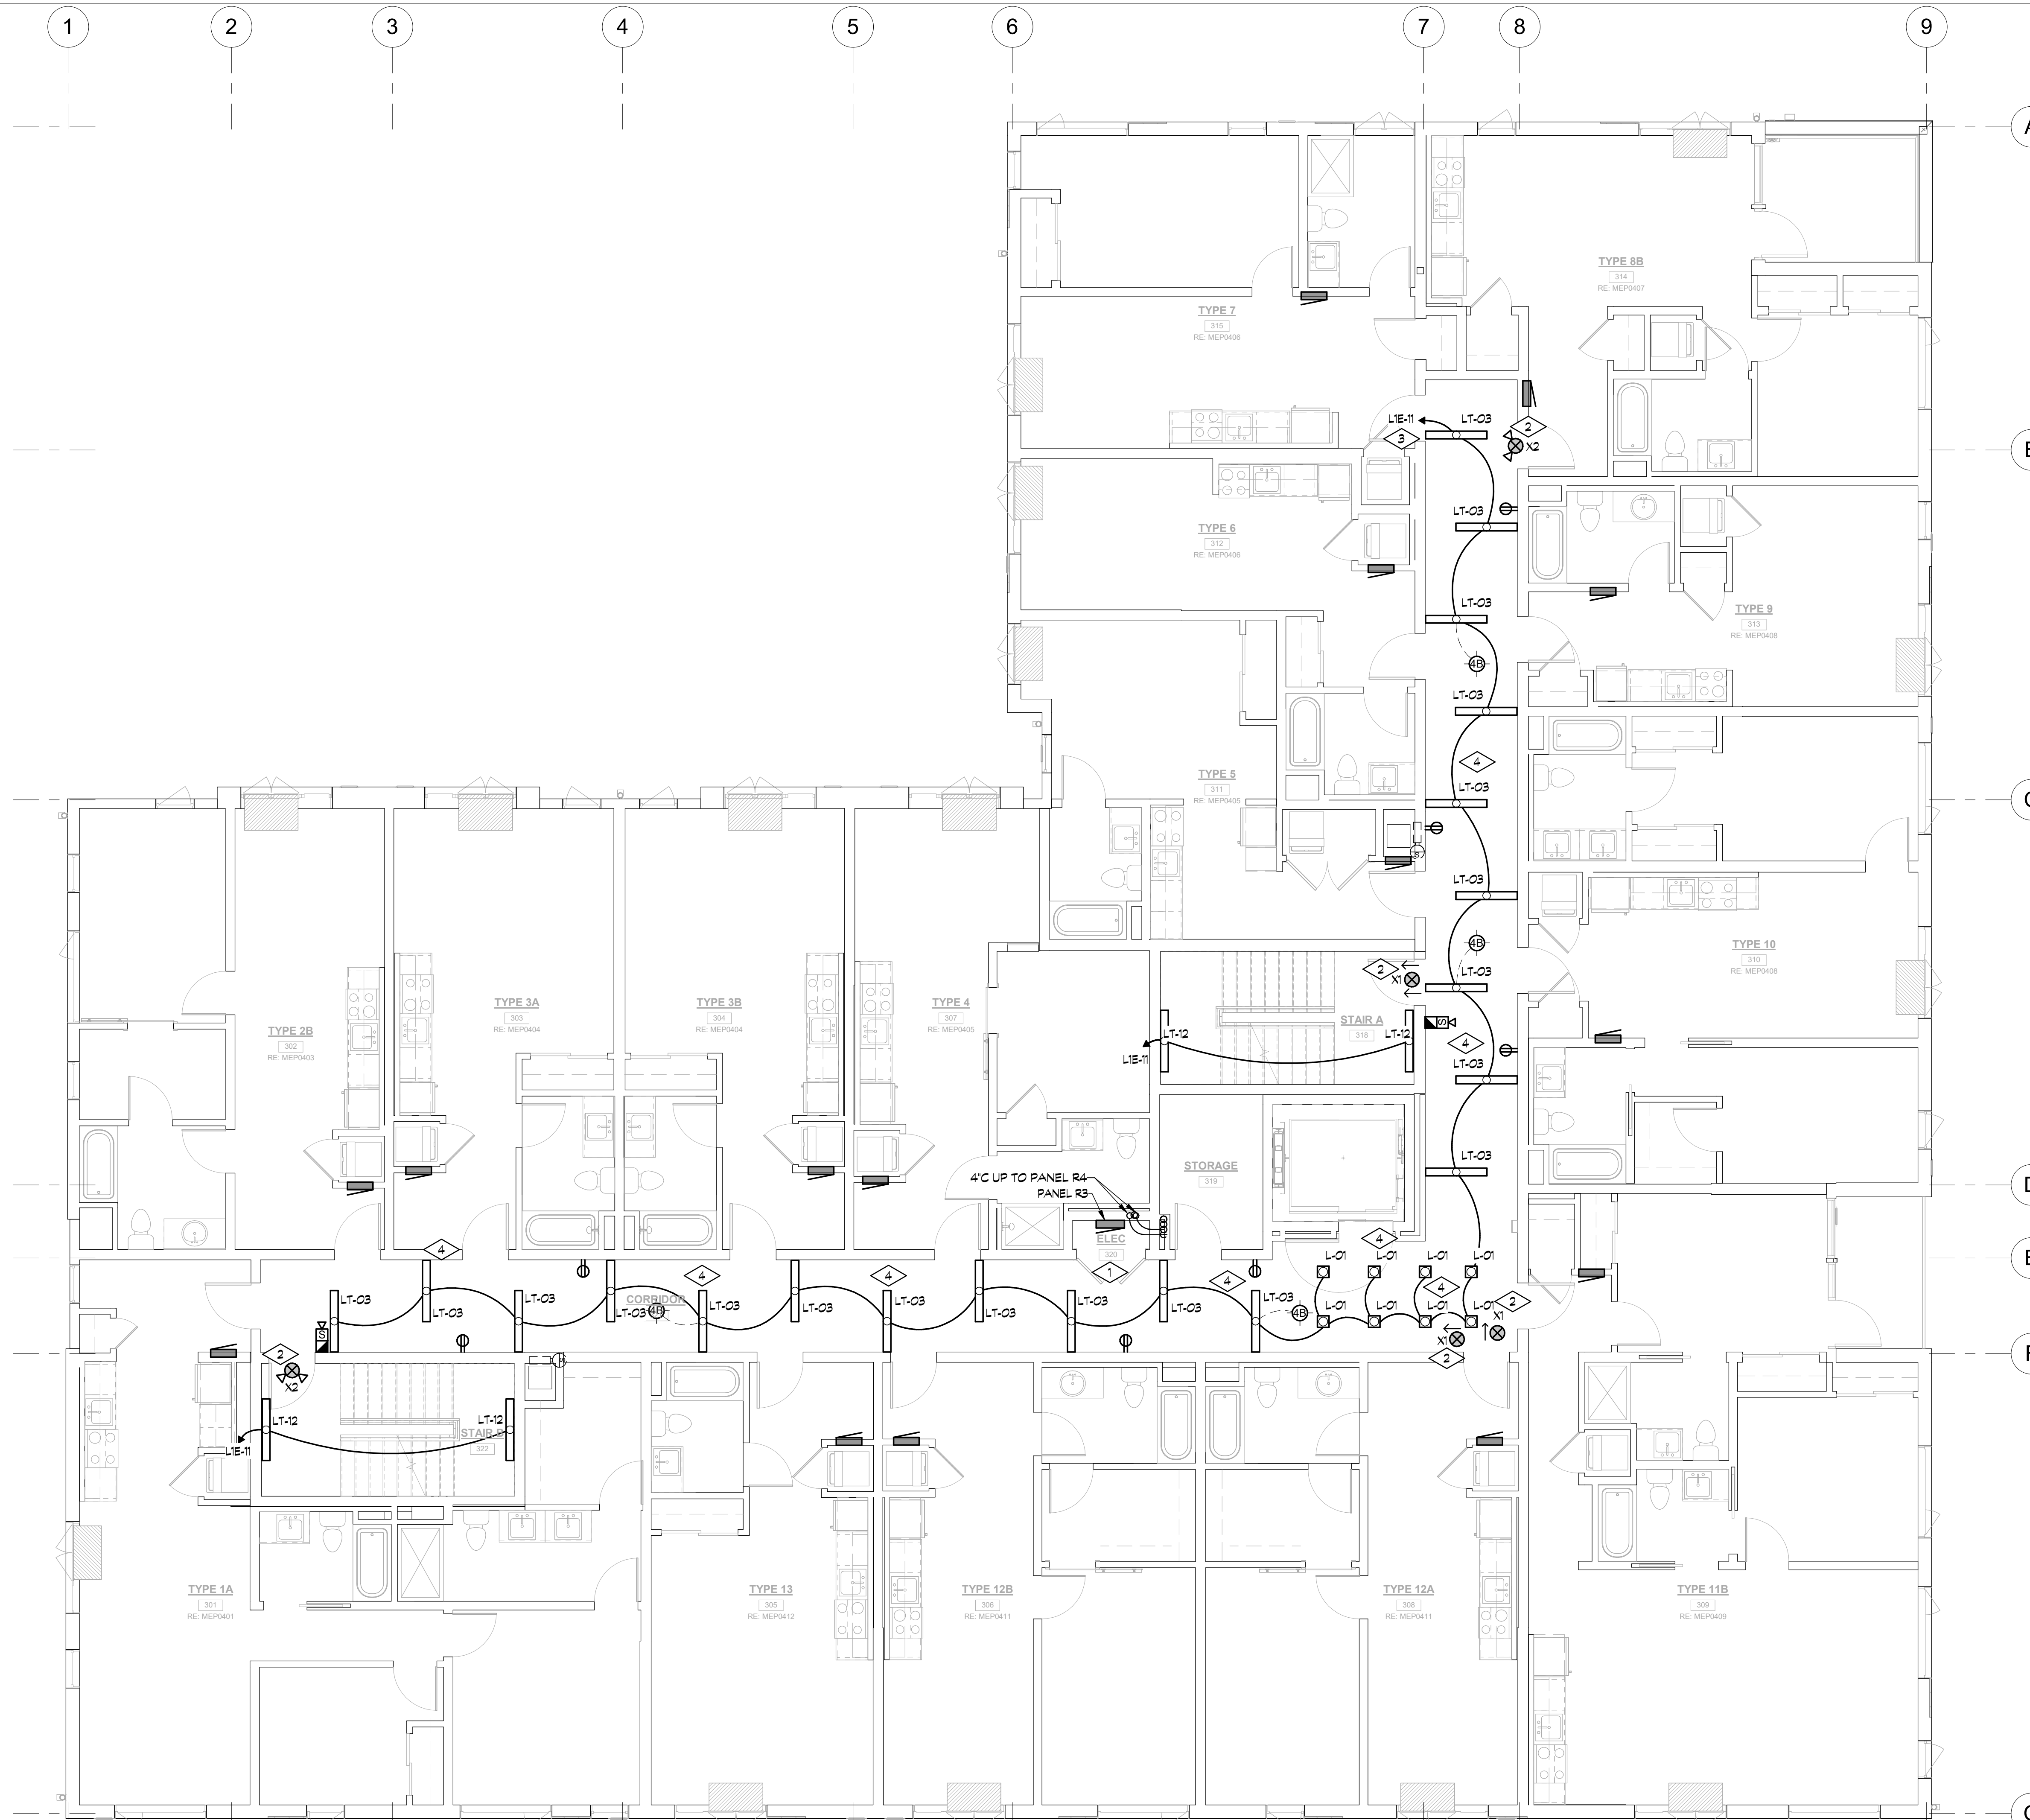 1
2
3
4
5
6
7
8
9
A
TYPE 8B
314
RE: MEP0407
TYPE 7
315
RE: MEP0406
L1E-11
LT-03
2
3
X2
TYPE 6
312
RE: MEP0406
LT-03
LT-03
TYPE 9
313
RE: MEP0408
4B
LT-03
4
TYPE 5
311
RE: MEP0405
LT-03
S
LT-03
TYPE 10
310
RE: MEP0408
4B
2
X1
LT-03
TYPE 3A
303
RE: MEP0404
TYPE 3B
304
RE: MEP0404
TYPE 4
307
RE: MEP0405
TYPE 2B
302
RE: MEP0403
STAIR A
318
LT-12
LT-12
L1E-11
S
4
LT-03
LT-03
STORAGE
319
4"C UP TO PANEL R4
PANEL R3
D
ELEC
320
1
4
4
4
4
4
4
E
L-01
L-01
L-01
L-01
CORRIDOR
LT-03
LT-03
LT-03
LT-03
LT-03
LT-03
LT-03
LT-03
LT-03
LT-03
LT-03
4B
4B
L-01
L-01
L-01
L-01
2
X1
X1
2
S
2
X2
F
LT-12
LT-12
L1E-11
STAIR B
322
TYPE 1A
301
RE: MEP0401
TYPE 13
305
RE: MEP0412
TYPE 12B
306
RE: MEP0411
TYPE 12A
308
RE: MEP0411
TYPE 11B
309
RE: MEP0409